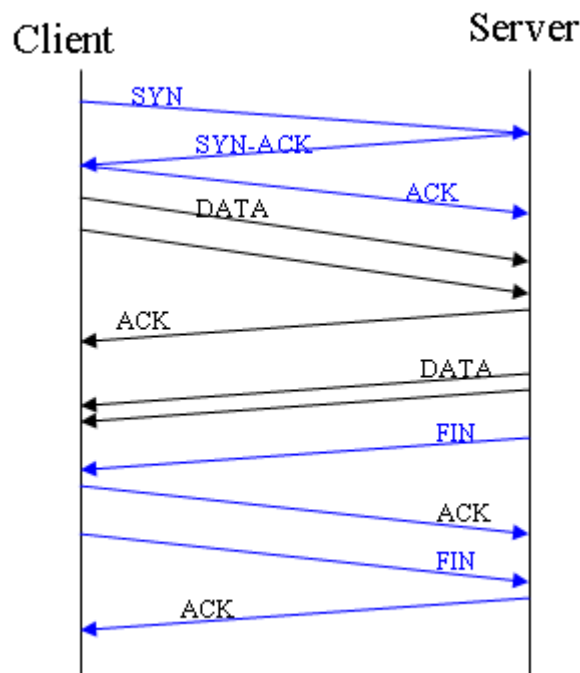 Client
Server
SYN
SYN-ACK
ACK
DATA
ACK
DATA
FIN
ACK
FIN
ACK